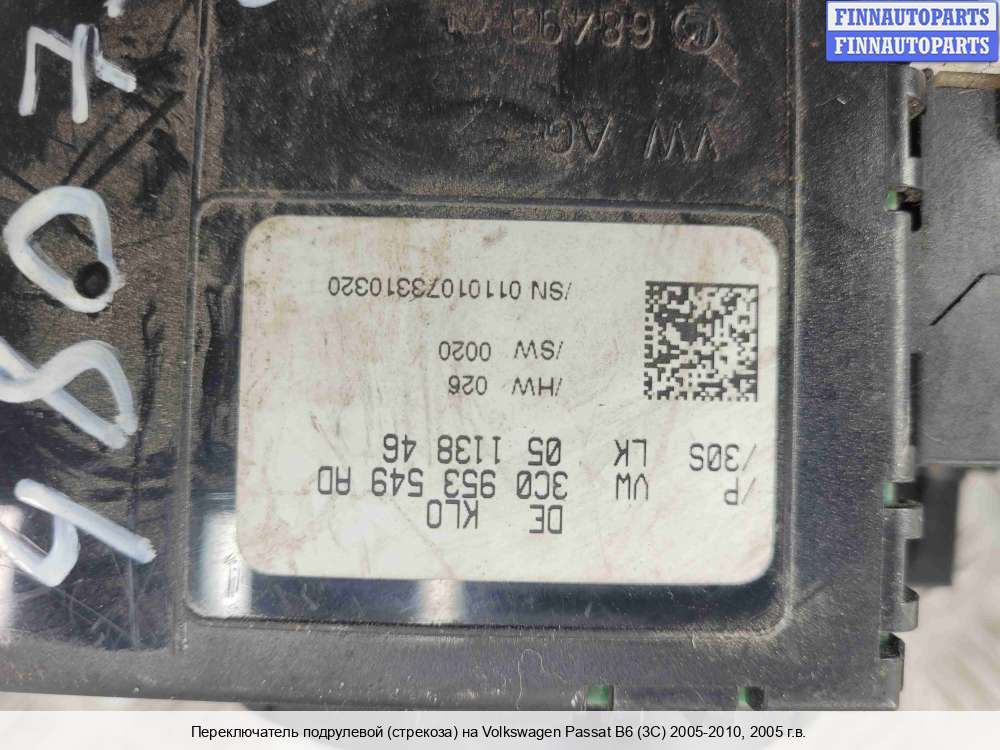 FINNAUTOPARTS
FINNAUTOPARTS
VW AG
DE KLO
/P VW 3C0 953 549 AD
/30S LK 05 1138 46
/HW 026
/SW 0020
/SN 01101073310320
Переключатель подрулевой (стрекоза) на Volkswagen Passat B6 (3C) 2005-2010, 2005 г.в.